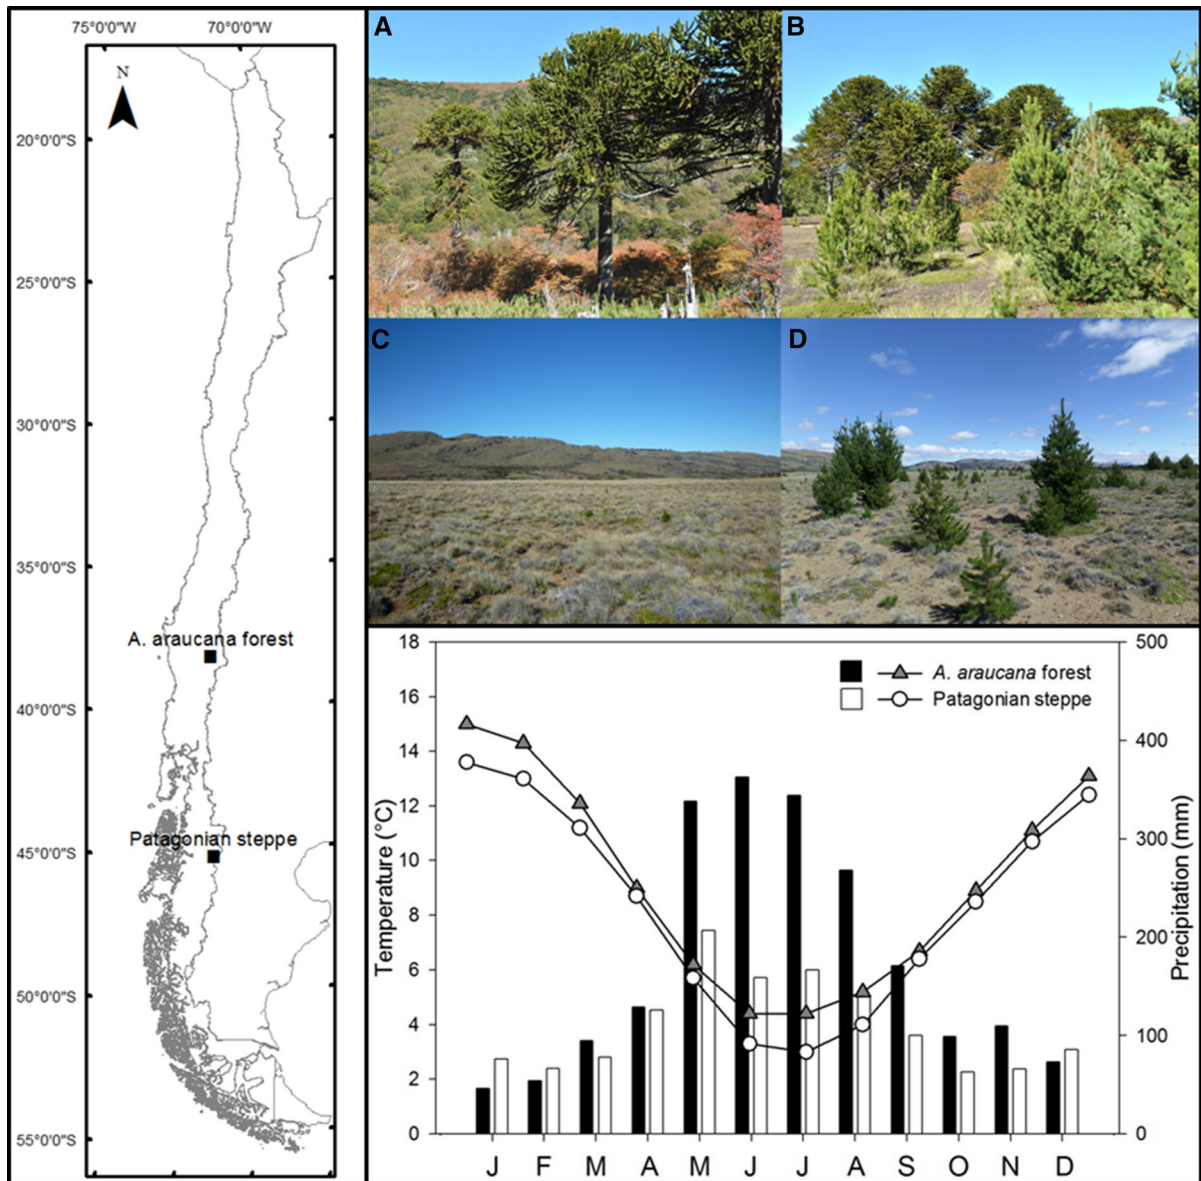 75°0'0"W 70°0'0"W
N
20°0'0"S
25°0'0"S
30°0'0"S
35°0'0"S
A. araucana forest
40°0'0"S
Patagonian steppe
45°0'0"S
50°0'0"S
55°0'0"S
A
B
C
D
18 500
A. araucana forest
Patagonian steppe
16
14 400
12
300
10
8
200
6
4
100
2
0 0
Temperature (°C)
Precipitation (mm)
J F M A M J J A S O N D